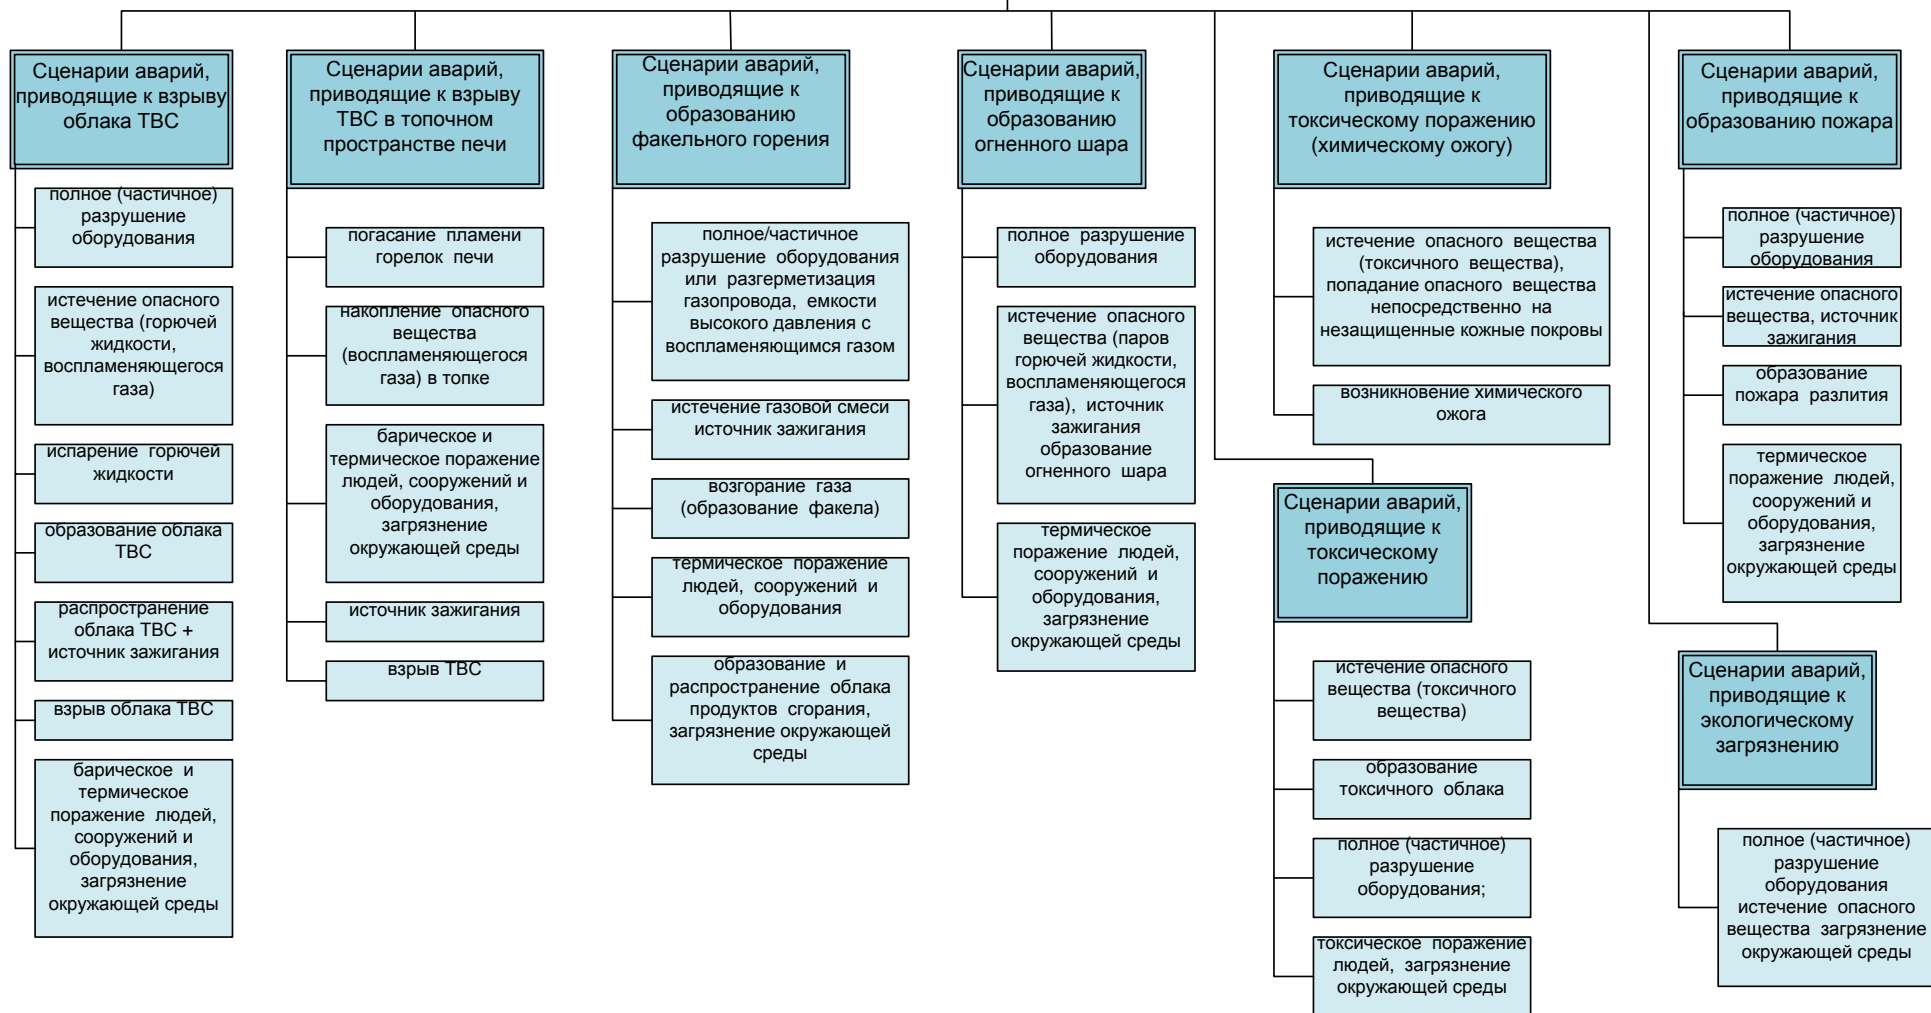 Сценарии аварий,
приводящие к взрыву
облака ТВС
полное (частичное)
разрушение
оборудования
истечение опасного
вещества (горючей
жидкости,
воспламеняющегося
газа)
испарение горючей
жидкости
образование облака
ТВС
распространение
облака ТВС +
источник зажигания
взрыв облака ТВС
барическое и
термическое
поражение людей,
сооружений и
оборудования,
загрязнение
окружающей среды
Сценарии аварий,
приводящие к взрыву
ТВС в топочном
пространстве печи
погасание пламени
горелок печи
накопление опасного
вещества
(воспламеняющегося
газа) в топке
барическое и
термическое поражение
людей, сооружений и
оборудования,
загрязнение
окружающей среды
источник зажигания
взрыв ТВС
Сценарии аварий,
приводящие к
образованию
факельного горения
полное/частичное
разрушение оборудования
или разгерметизация
газопровода, емкости
высокого давления с
воспламеняющимся газом
истечение газовой смеси
источник зажигания
возгорание газа
(образование факела)
термическое поражение
людей, сооружений и
оборудования
образование и
распространение облака
продуктов сгорания,
загрязнение окружающей
среды
Сценарии аварий,
приводящие к
образованию
огненного шара
полное разрушение
оборудования
истечение опасного
вещества (паров
горючей жидкости,
воспламеняющегося
газа), источник
зажигания
образование
огненного шара
термическое
поражение людей,
сооружений и
оборудования,
загрязнение
окружающей среды
Сценарии аварий,
приводящие к
токсическому поражению
(химическому ожогу)
истечение опасного вещества
(токсичного вещества),
попадание опасного вещества
непосредственно на
незащищенные кожные покровы
возникновение химического
ожога
Сценарии аварий,
приводящие к
токсическому
поражению
истечение опасного
вещества (токсичного
вещества)
образование
токсичного облака
полное (частичное)
разрушение
оборудования;
токсическое поражение
людей, загрязнение
окружающей среды
Сценарии аварий,
приводящие к
образованию пожара
полное (частичное)
разрушение
оборудования
истечение опасного
вещества, источник
зажигания
образование
пожара разлития
термическое
поражение людей,
сооружений и
оборудования,
загрязнение
окружающей среды
Сценарии аварий,
приводящие к
экологическому
загрязнению
полное (частичное)
разрушение
оборудования
истечение опасного
вещества загрязнение
окружающей среды